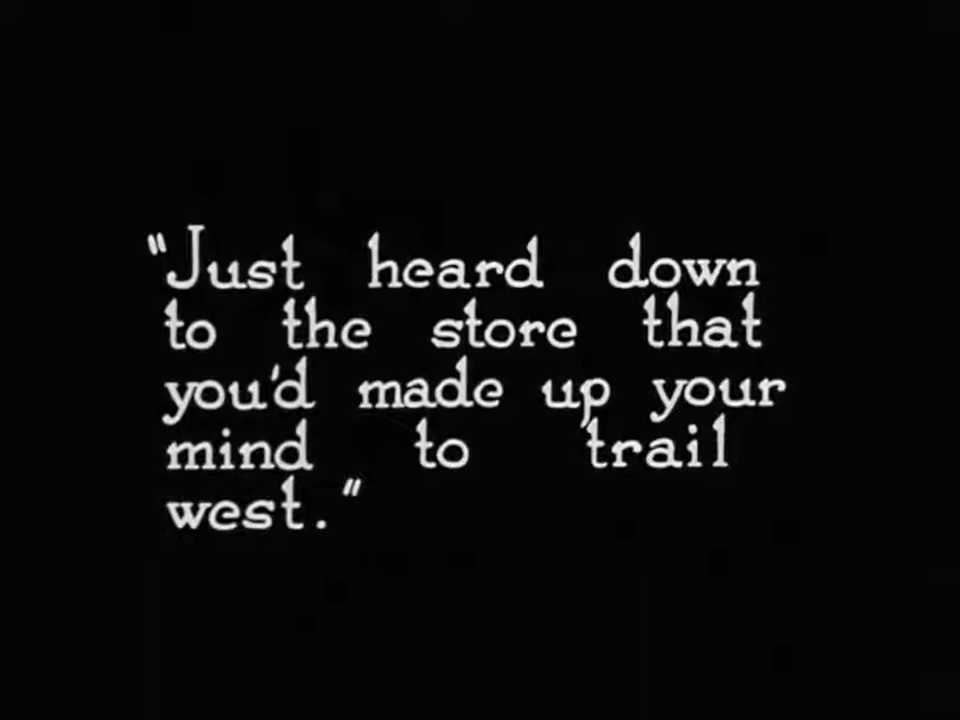 "Just heard down
to the store that
you'd made up your
mind to trail
west."